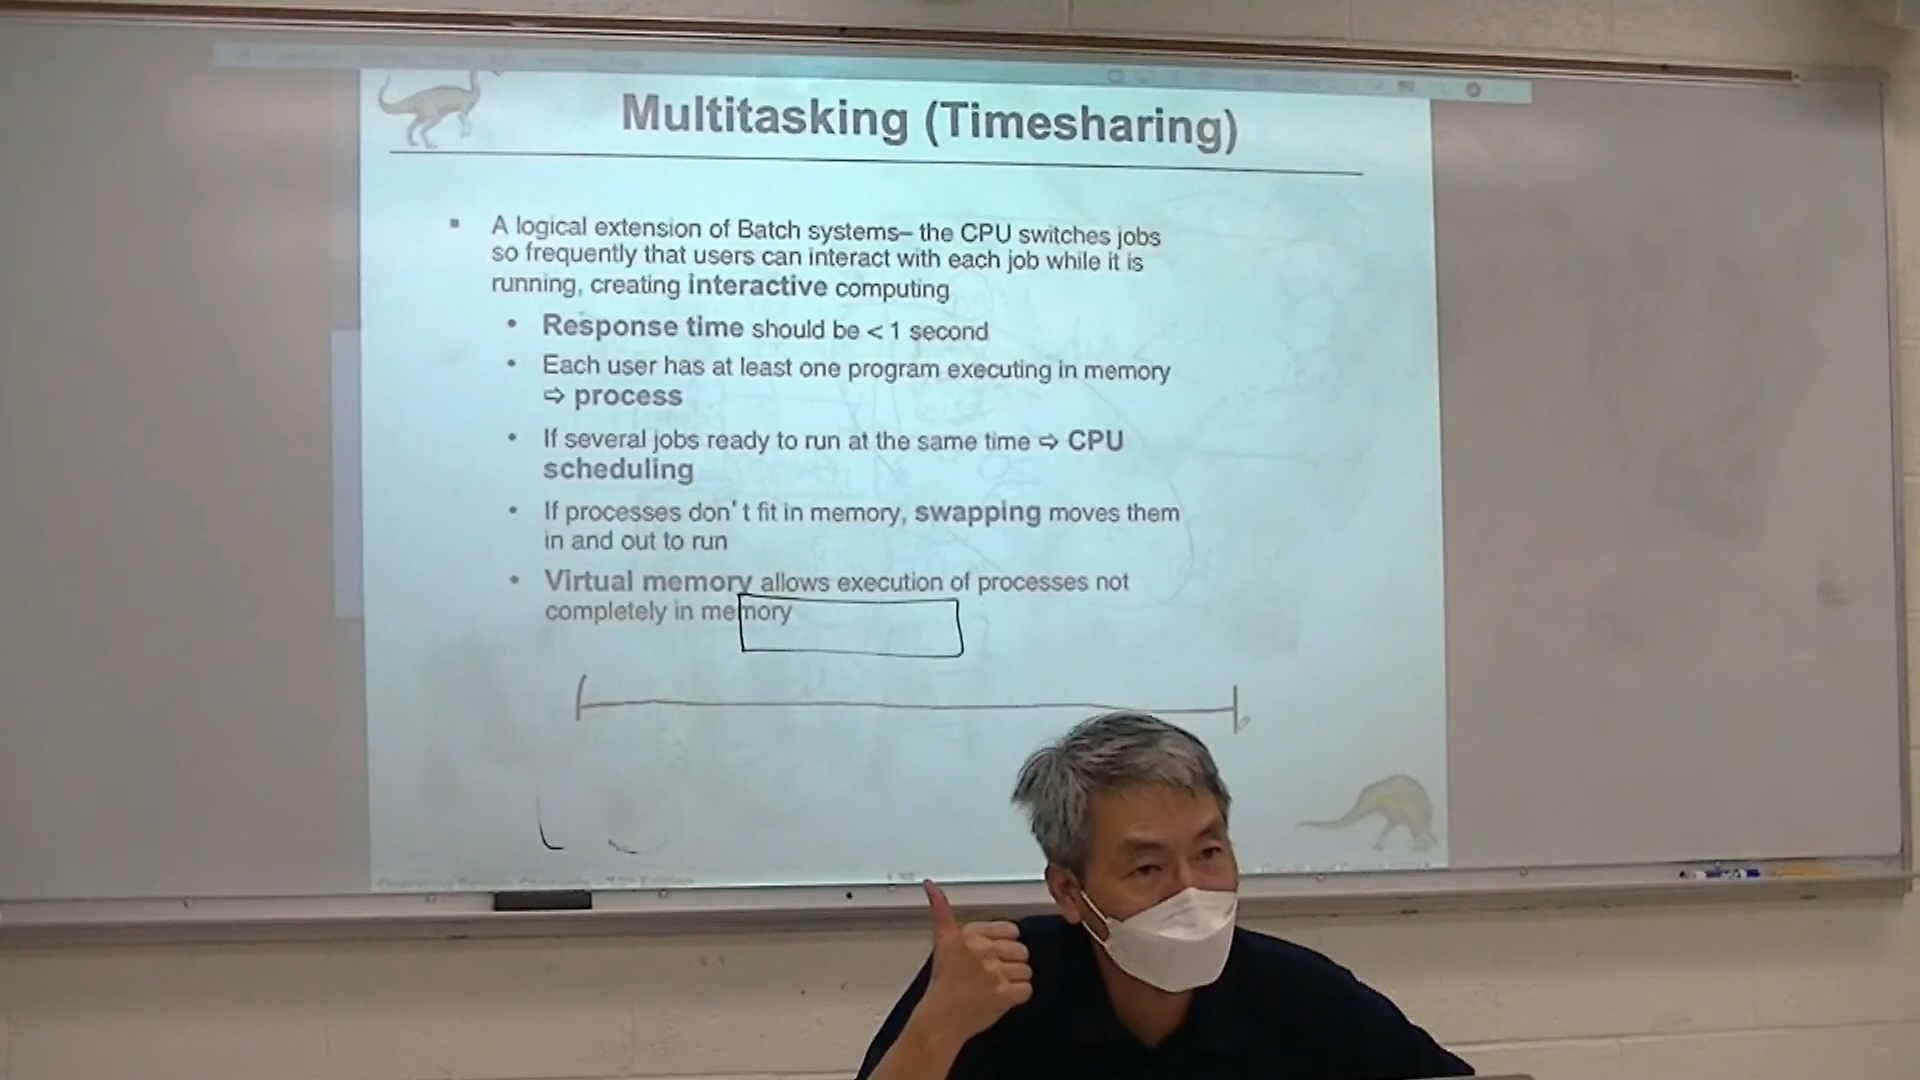 Multitasking (Timesharing)
A logical extension of Batch systems– the CPU switches jobs
so frequently that users can interact with each job while it is
running, creating interactive computing
Response time should be < 1 second
Each user has at least one program executing in memory
⇨ process
If several jobs ready to run at the same time ⇨ CPU
scheduling
If processes don't fit in memory, swapping moves them
in and out to run
Virtual memory allows execution of processes not
completely in memory